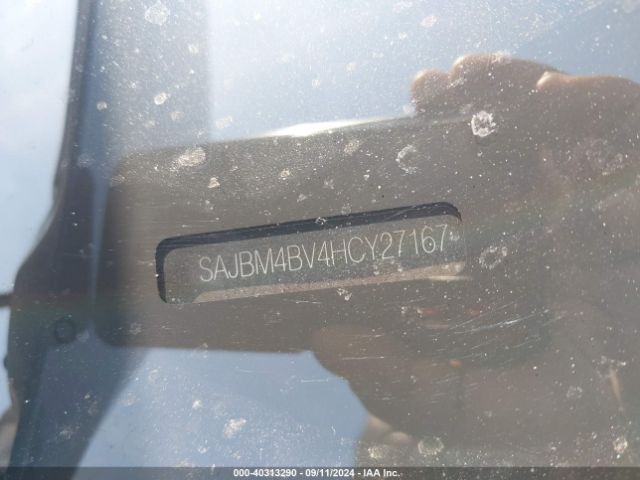 SAJBM4BV4HCY27167
000-40313290 - 09/11/2024 - IAA Inc.